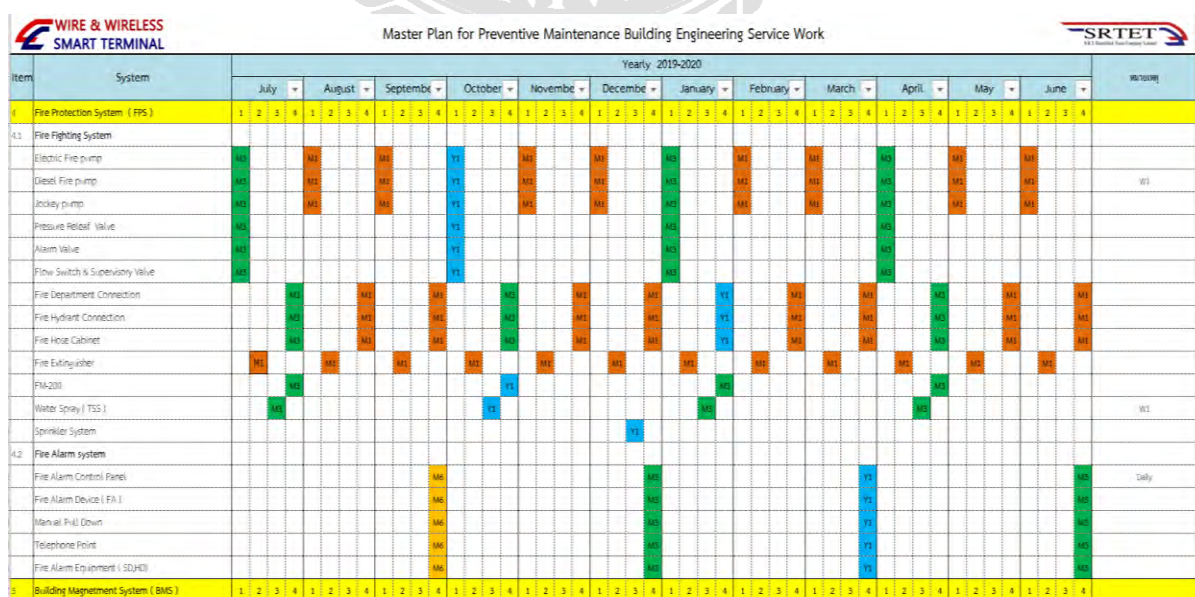 WIRE & WIRELESS
SMART TERMINAL
Master Plan for Preventive Maintenance Building Engineering Service Work
SRTET
Item System Yearly 2019-2020 หมายเหตุ
July August Septembe October Novembe Decembe January February March April May June
4 Fire Protection System ( FPS ) 1 2 3 4 1 2 3 4 1 2 3 4 1 2 3 4 1 2 3 4 1 2 3 4 1 2 3 4 1 2 3 4 1 2 3 4 1 2 3 4 1 2 3 4 1 2 3 4
4.1 Fire Fighting System
Electric Fire pump M3 M1 M1 Y1 M1 M1 M3 M1 M1 M3 M1 M1
Diesel Fire pump M3 M1 M1 Y1 M1 M1 M3 M1 M1 M3 M1 M1 W1
Jockey pump M3 M1 M1 Y1 M1 M1 M3 M1 M1 M3 M1 M1
Pressure Releaf Valve M3 Y1 M3 M3
Alarm Valve M3 Y1 M3 M3
Flow Switch & Supervisory Valve M3 Y1 M3 M3
Fire Department Connection M3 M1 M1 M3 M1 M1 Y1 M1 M1 M3 M1 M1
Fire Hydrant Connection M3 M1 M1 M3 M1 M1 Y1 M1 M1 M3 M1 M1
Fire Hose Cabinet M3 M1 M1 M3 M1 M1 Y1 M1 M1 M3 M1 M1
Fire Extinguisher M1 M1 M1 M1 M1 M1 M1 M1 M1 M1 M1 M1
FM-200 M3 Y1 M3 M3
Water Spray ( TSS ) M3 Y1 M3 M3 W1
Sprinkler System Y1
4.2 Fire Alarm system
Fire Alarm Control Panel M6 M3 Y1 M3 Daily
Fire Alarm Device ( FA ) M6 M3 Y1 M3
Manual Pull Down M6 M3 Y1 M3
Telephone Point M6 M3 Y1 M3
Fire Alarm Equipment ( SD,HD) M6 M3 Y1 M3
5 Building Magnetment System ( BMS ) 1 2 3 4 1 2 3 4 1 2 3 4 1 2 3 4 1 2 3 4 1 2 3 4 1 2 3 4 1 2 3 4 1 2 3 4 1 2 3 4 1 2 3 4 1 2 3 4